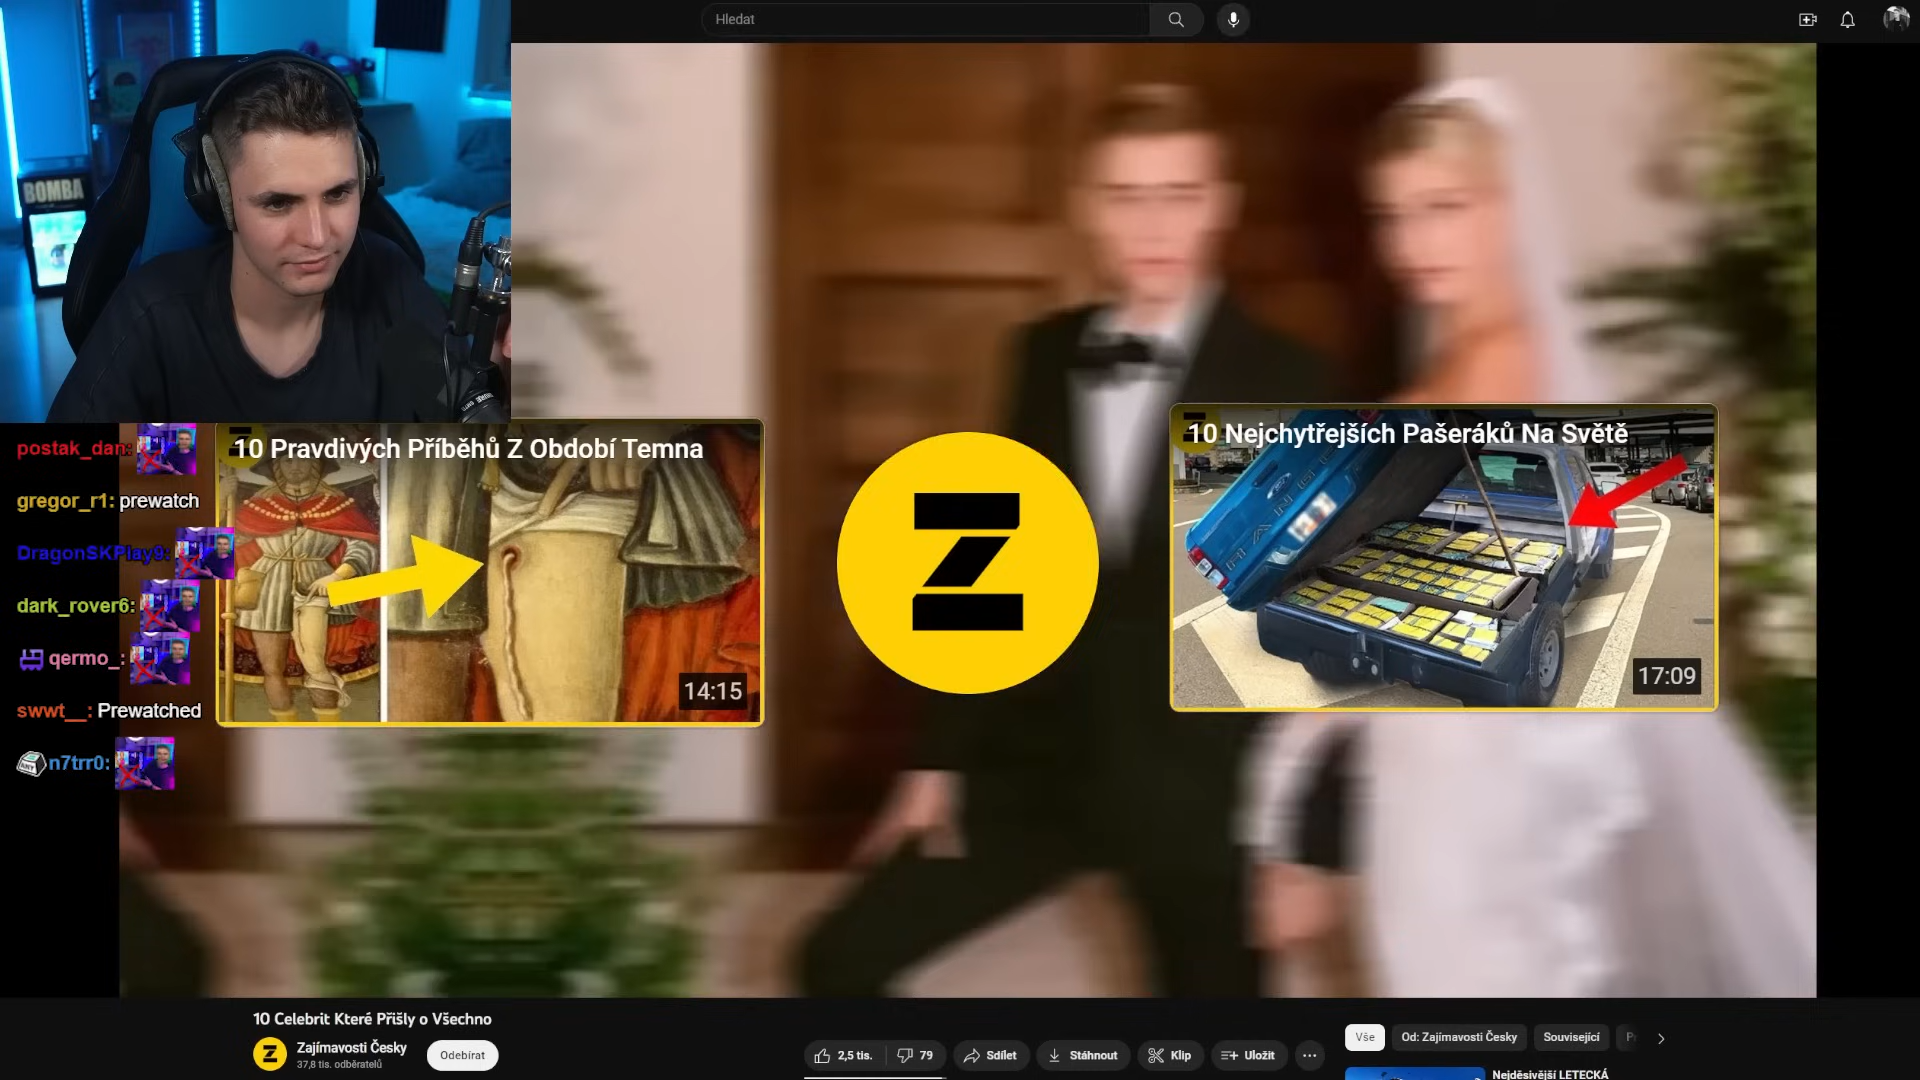 Hledat
BOMBA
postak_dan:
gregor_r1: prewatch
DragonSKPlay9:
dark_rover6:
qermo_:
swwt__: Prewatched
n7trr0:
10 Pravdivých Příběhů Z Období Temna
14:15
Z
10 Nejchytřejších Pašeráků Na Světě
17:09
10 Celebrit Které Přišly o Všechno
Z
Zajímavosti Česky
37,8 tis. odběratelů
Odebírat
2,5 tis.
79
Sdílet
Stáhnout
Klip
Uložit
Vše
Od: Zajímavosti Česky
Související
Nejděsivější LETECKÁ